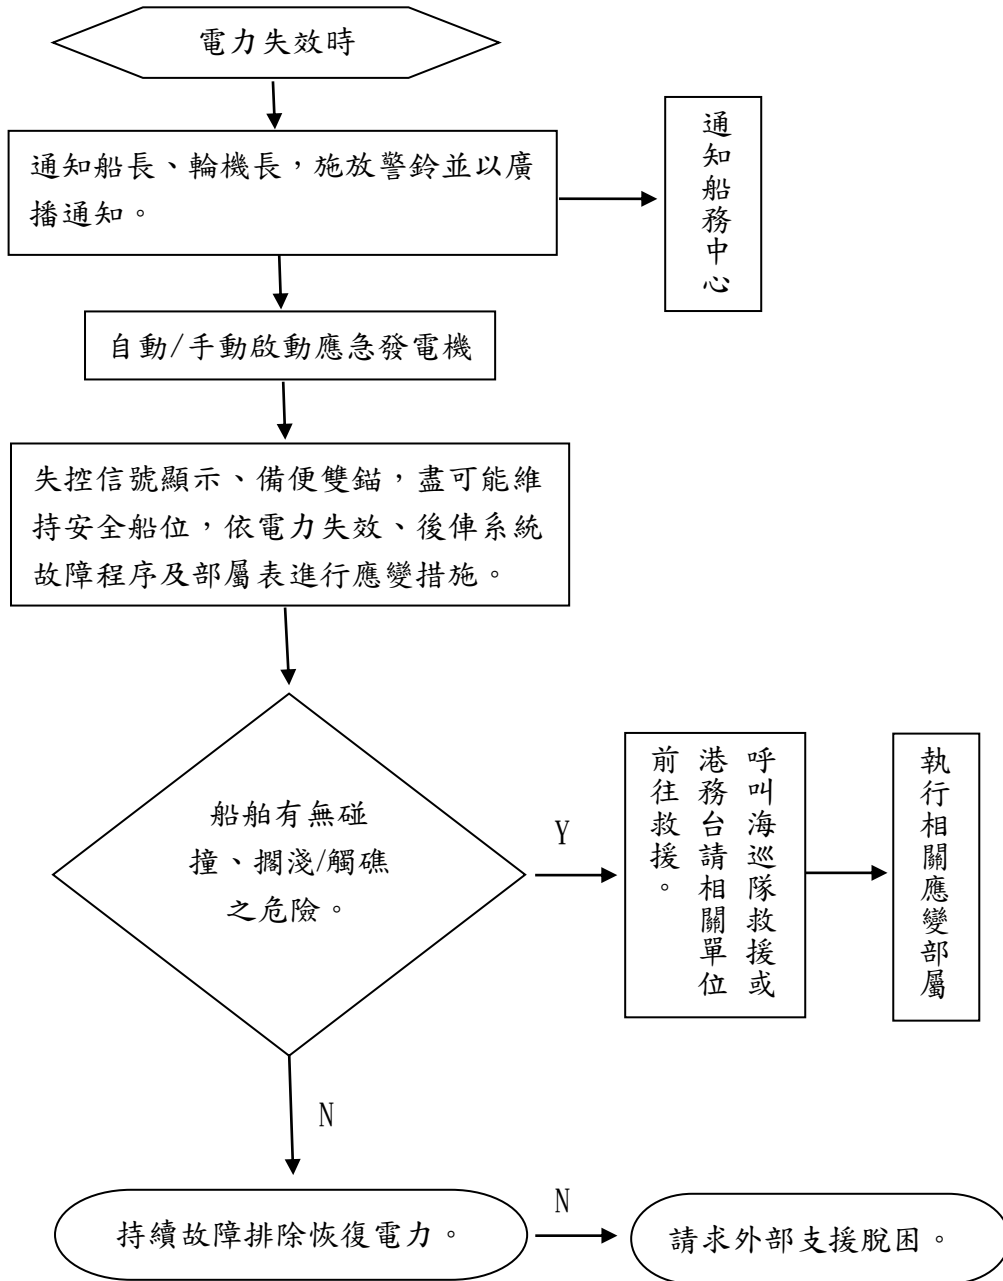 電力失效時
通知船長、輪機長，施放警鈴並以廣
播通知。
通知船務中心
自動/手動啟動應急發電機
失控信號顯示、備便雙錨，盡可能維
持安全船位，依電力失效、後俥系統
故障程序及部屬表進行應變措施。
船舶有無碰
撞、擱淺/觸礁
之危險。
Y
呼叫海巡隊救援或
港務台請相關單位
前往救援。
執行相關應變部屬
N
持續故障排除恢復電力。
N
請求外部支援脫困。